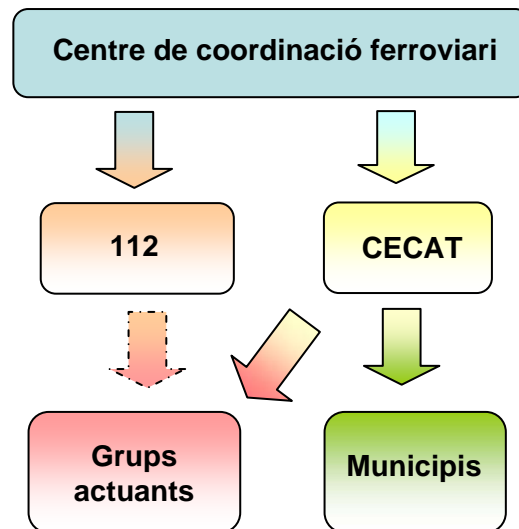 Centre de coordinació ferroviari
112
CECAT
Grups
actuants
Municipis